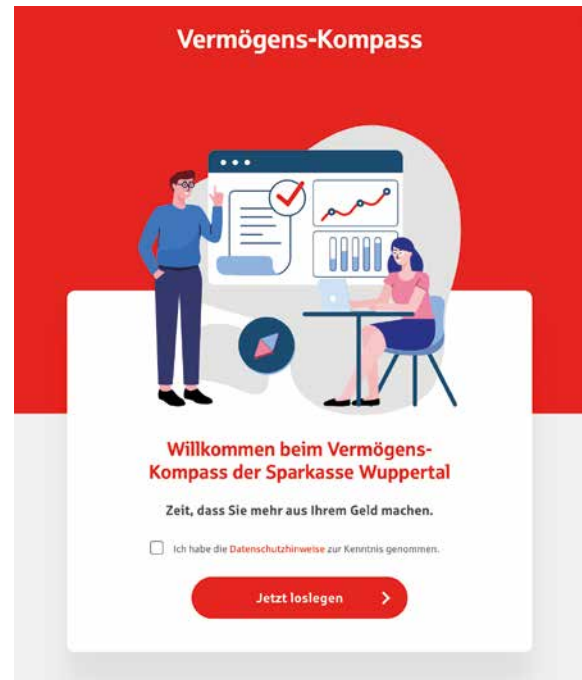 Vermögens-Kompass
Willkommen beim Vermögens-
Kompass der Sparkasse Wuppertal
Zeit, dass Sie mehr aus Ihrem Geld machen.
Ich habe die Datenschutzhinweise zur Kenntnis genommen.
Jetzt loslegen